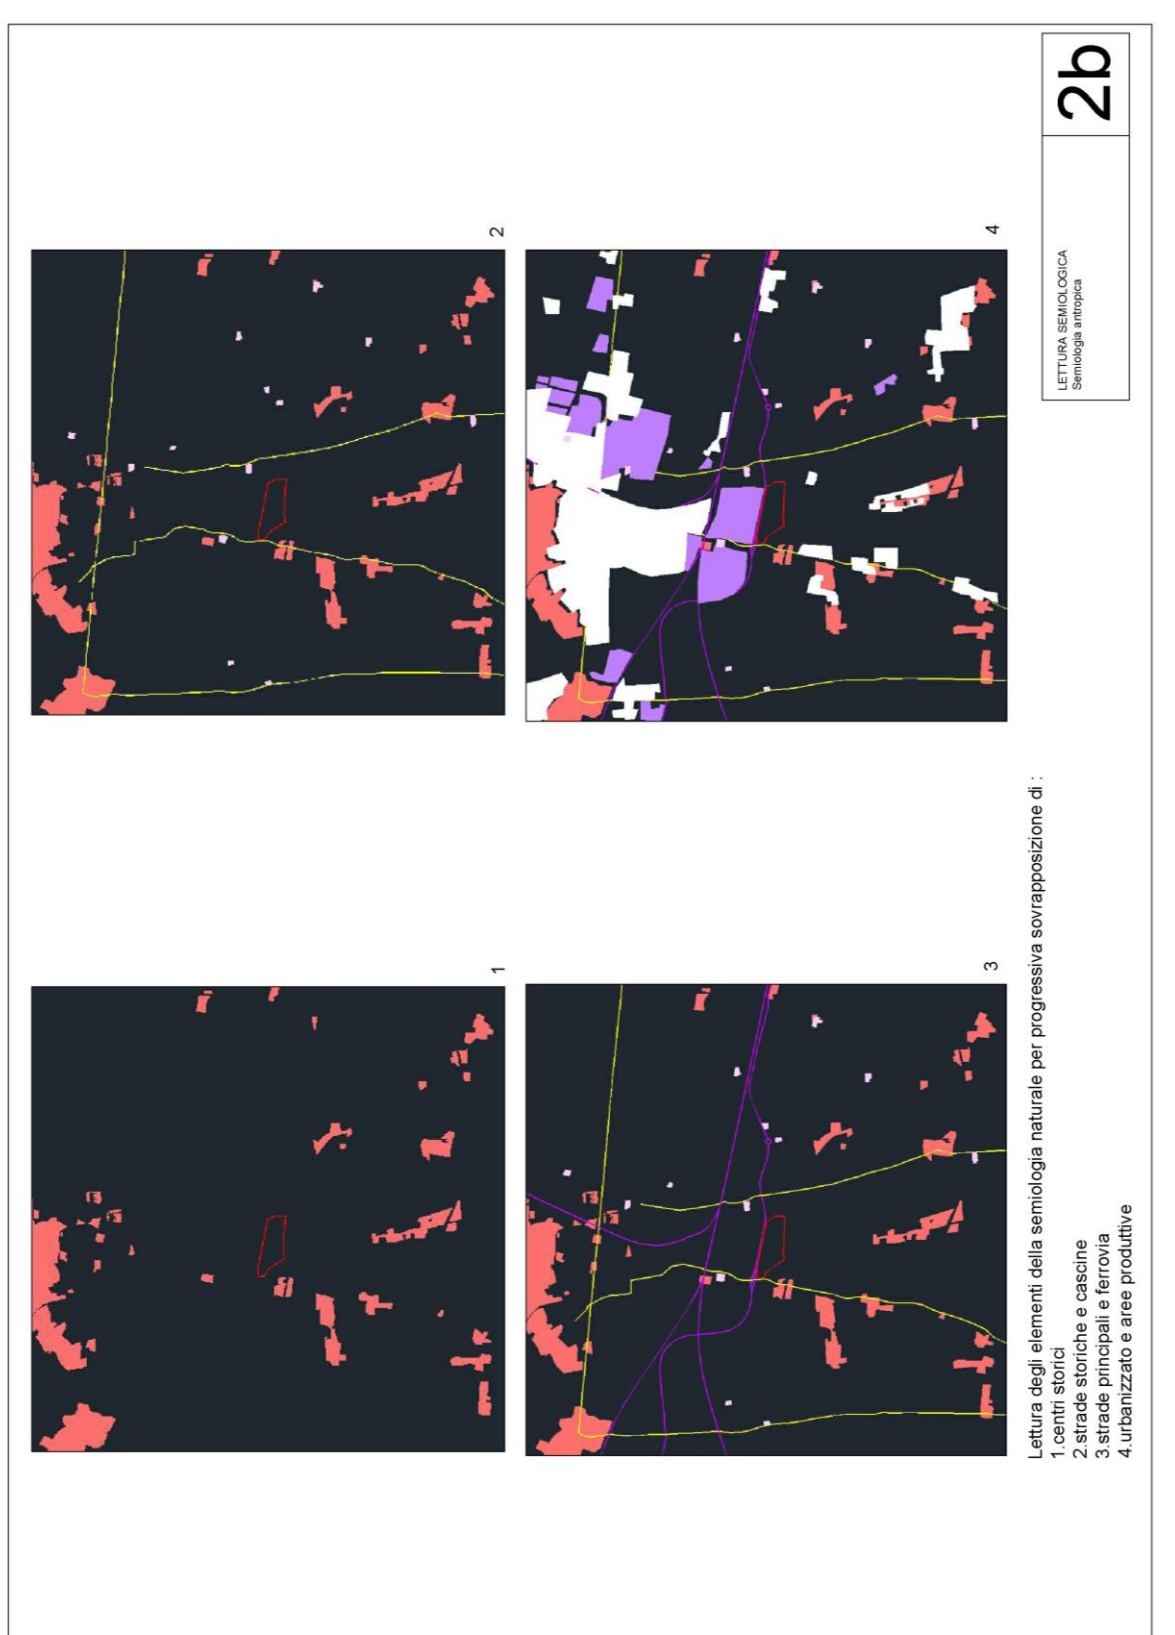 1
2
3
4
Lettura degli elementi della semiologia naturale per progressiva sovrapposizione di :
1.centri storici
2.strade storiche e cascine
3.strade principali e ferrovia
4.urbanizzato e aree produttive
LETTURA SEMIOLOGICA
Semiologia antropica
2b